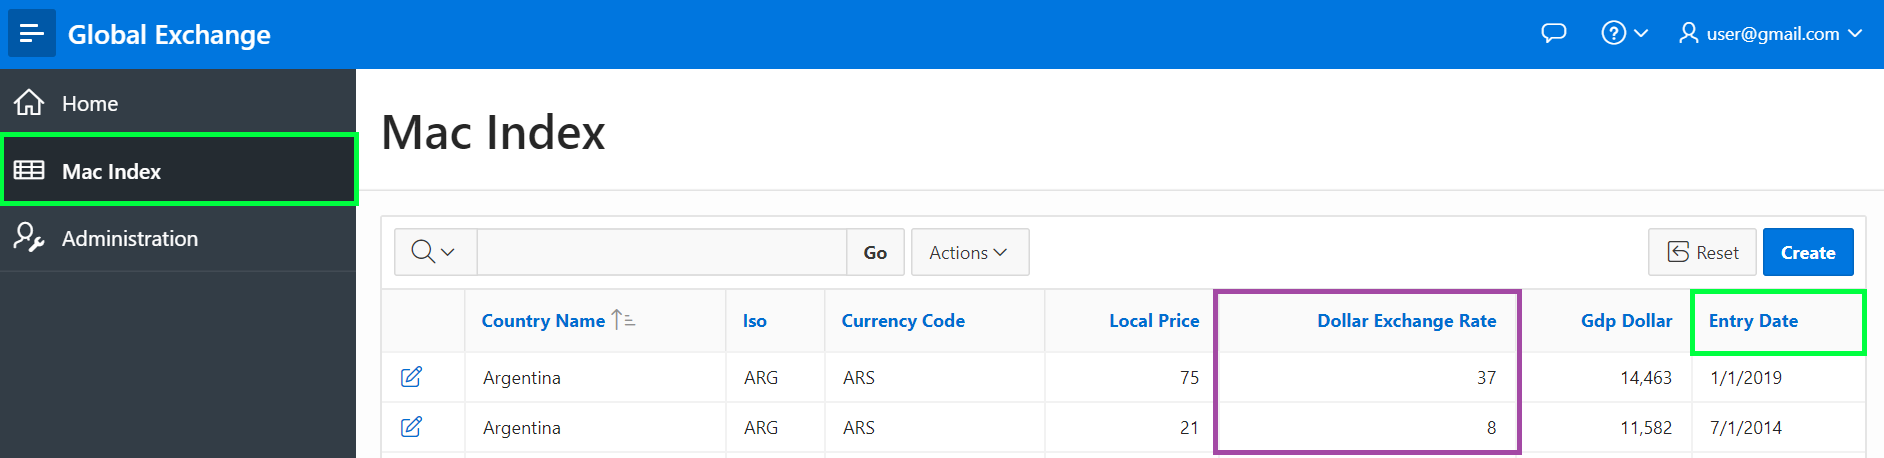 Global Exchange
user@gmail.com
Home
Mac Index
Administration
Mac Index
Go Actions Reset Create
Country Name Iso Currency Code Local Price Dollar Exchange Rate Gdp Dollar Entry Date
Argentina ARG ARS 75 37 14,463 1/1/2019
Argentina ARG ARS 21 8 11,582 7/1/2014